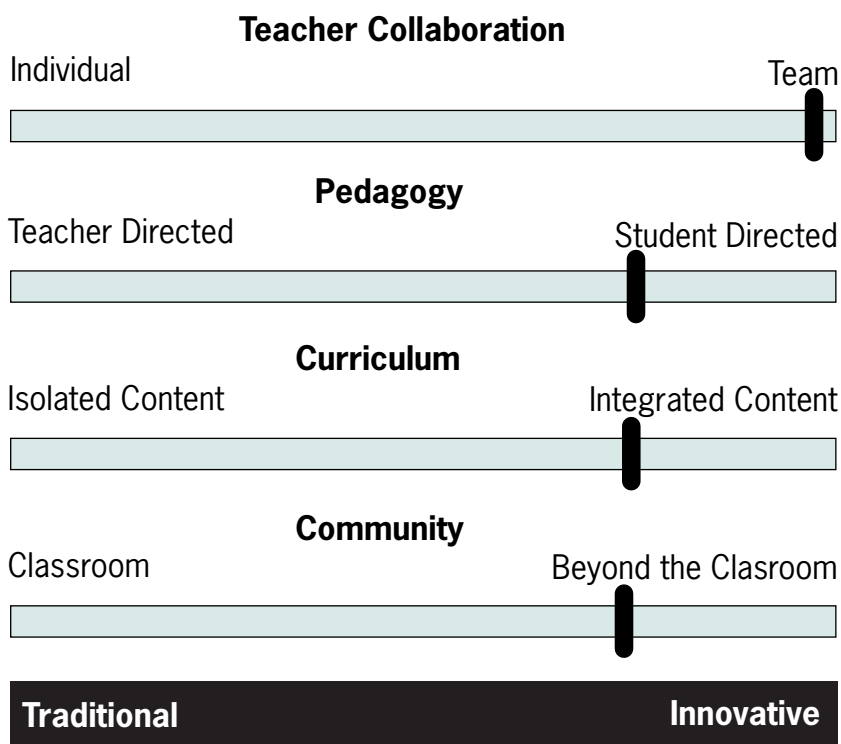 Teacher Collaboration
Individual Team
Pedagogy
Teacher Directed Student Directed
Curriculum
Isolated Content Integrated Content
Community
Classroom Beyond the Clasroom
Traditional Innovative